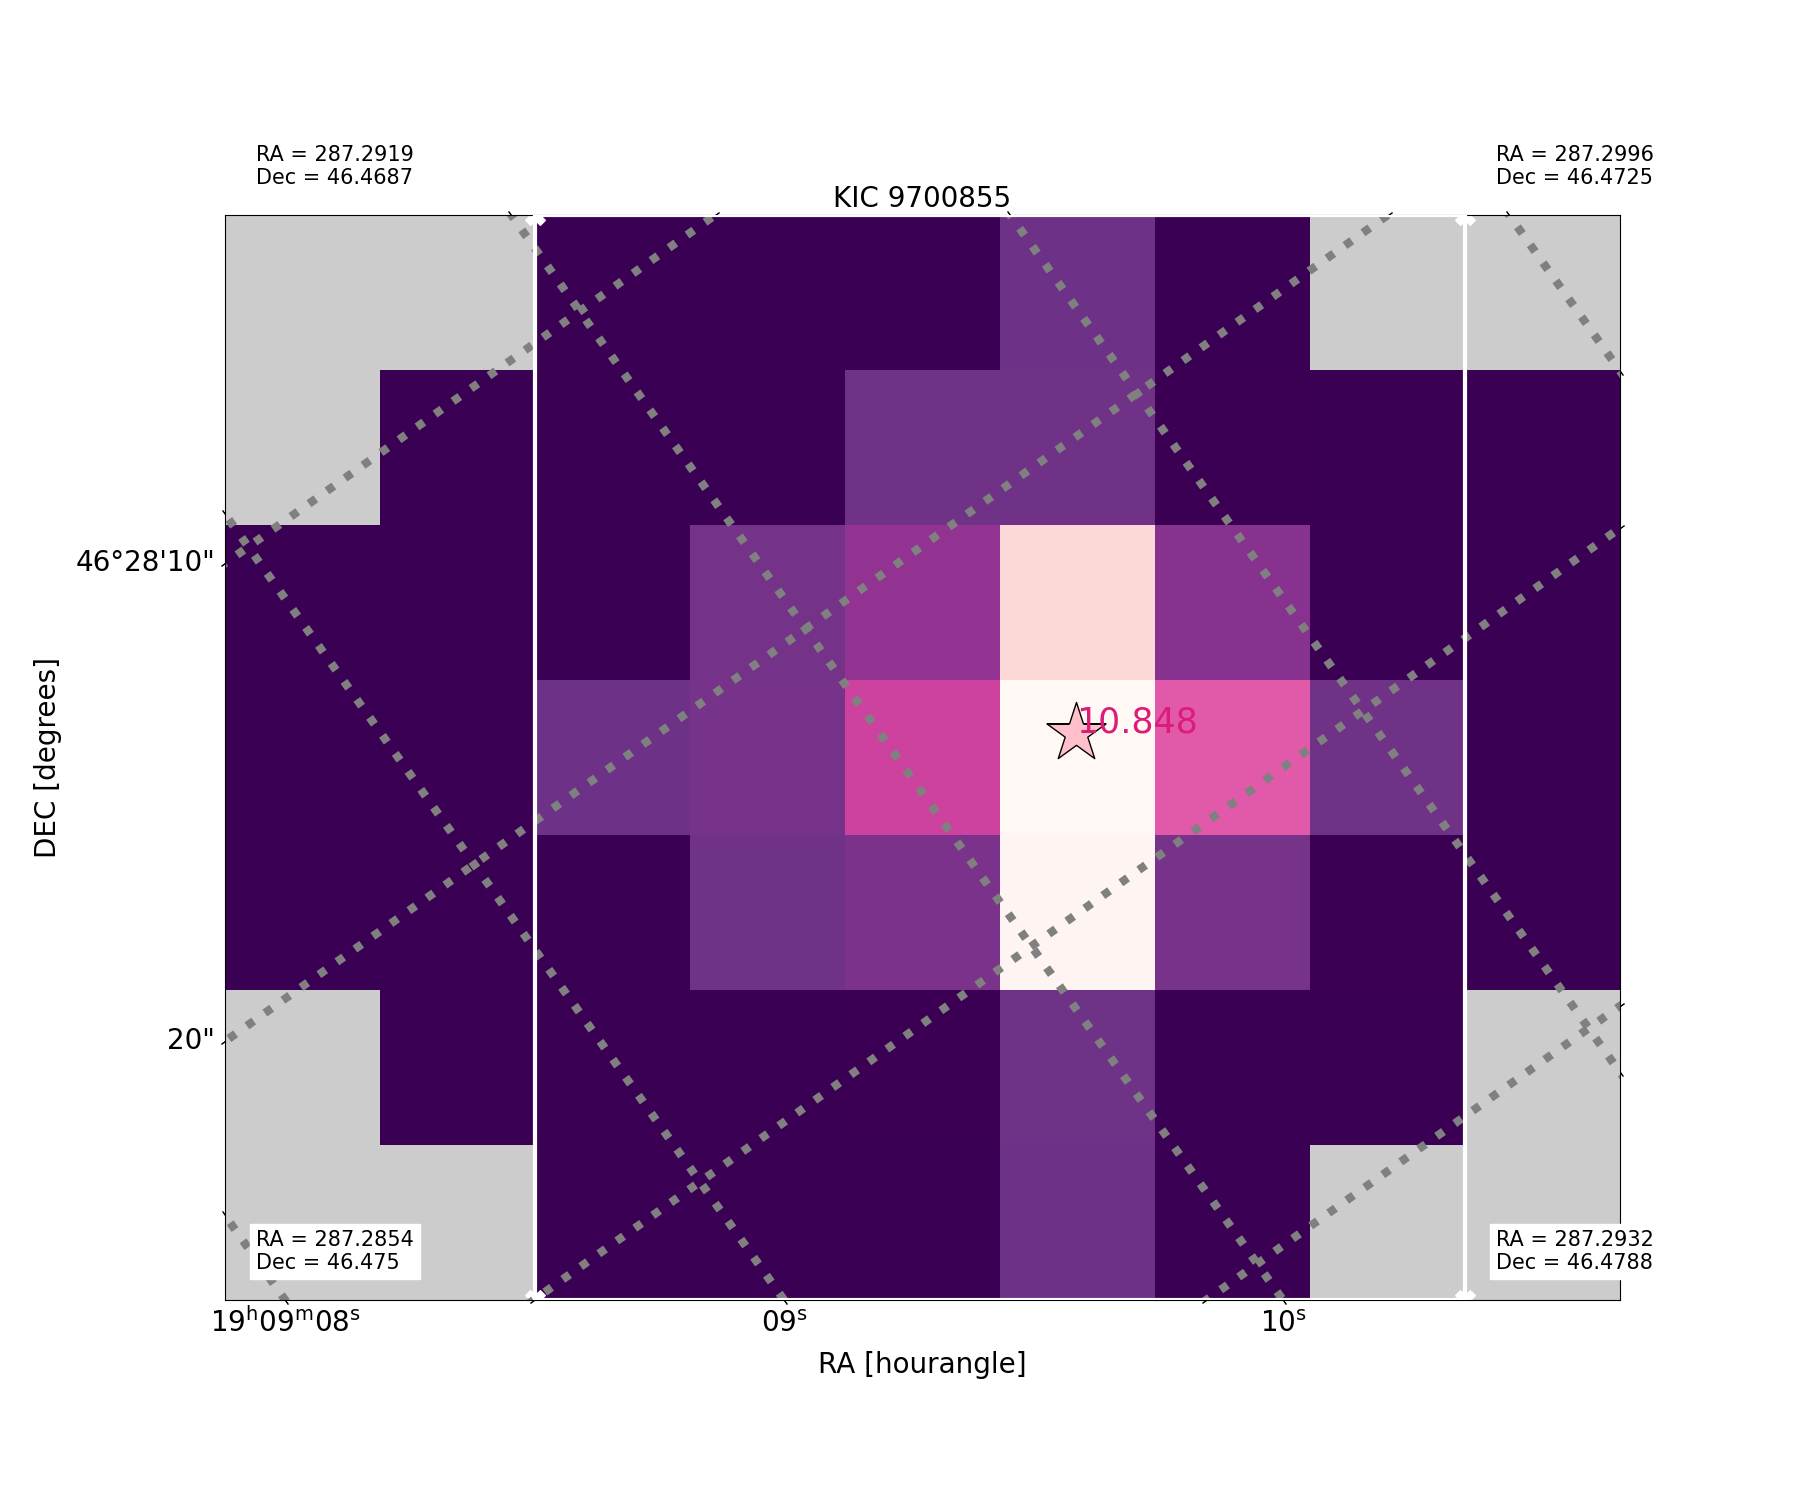 RA = 287.2919
Dec = 46.4687
RA = 287.2996
Dec = 46.4725
KIC 9700855
46°28'10"
10.848
DEC [degrees]
20"
RA = 287.2854
Dec = 46.475
RA = 287.2932
Dec = 46.4788
19ʰ09ᵐ08ˢ
09ˢ
10ˢ
RA [hourangle]